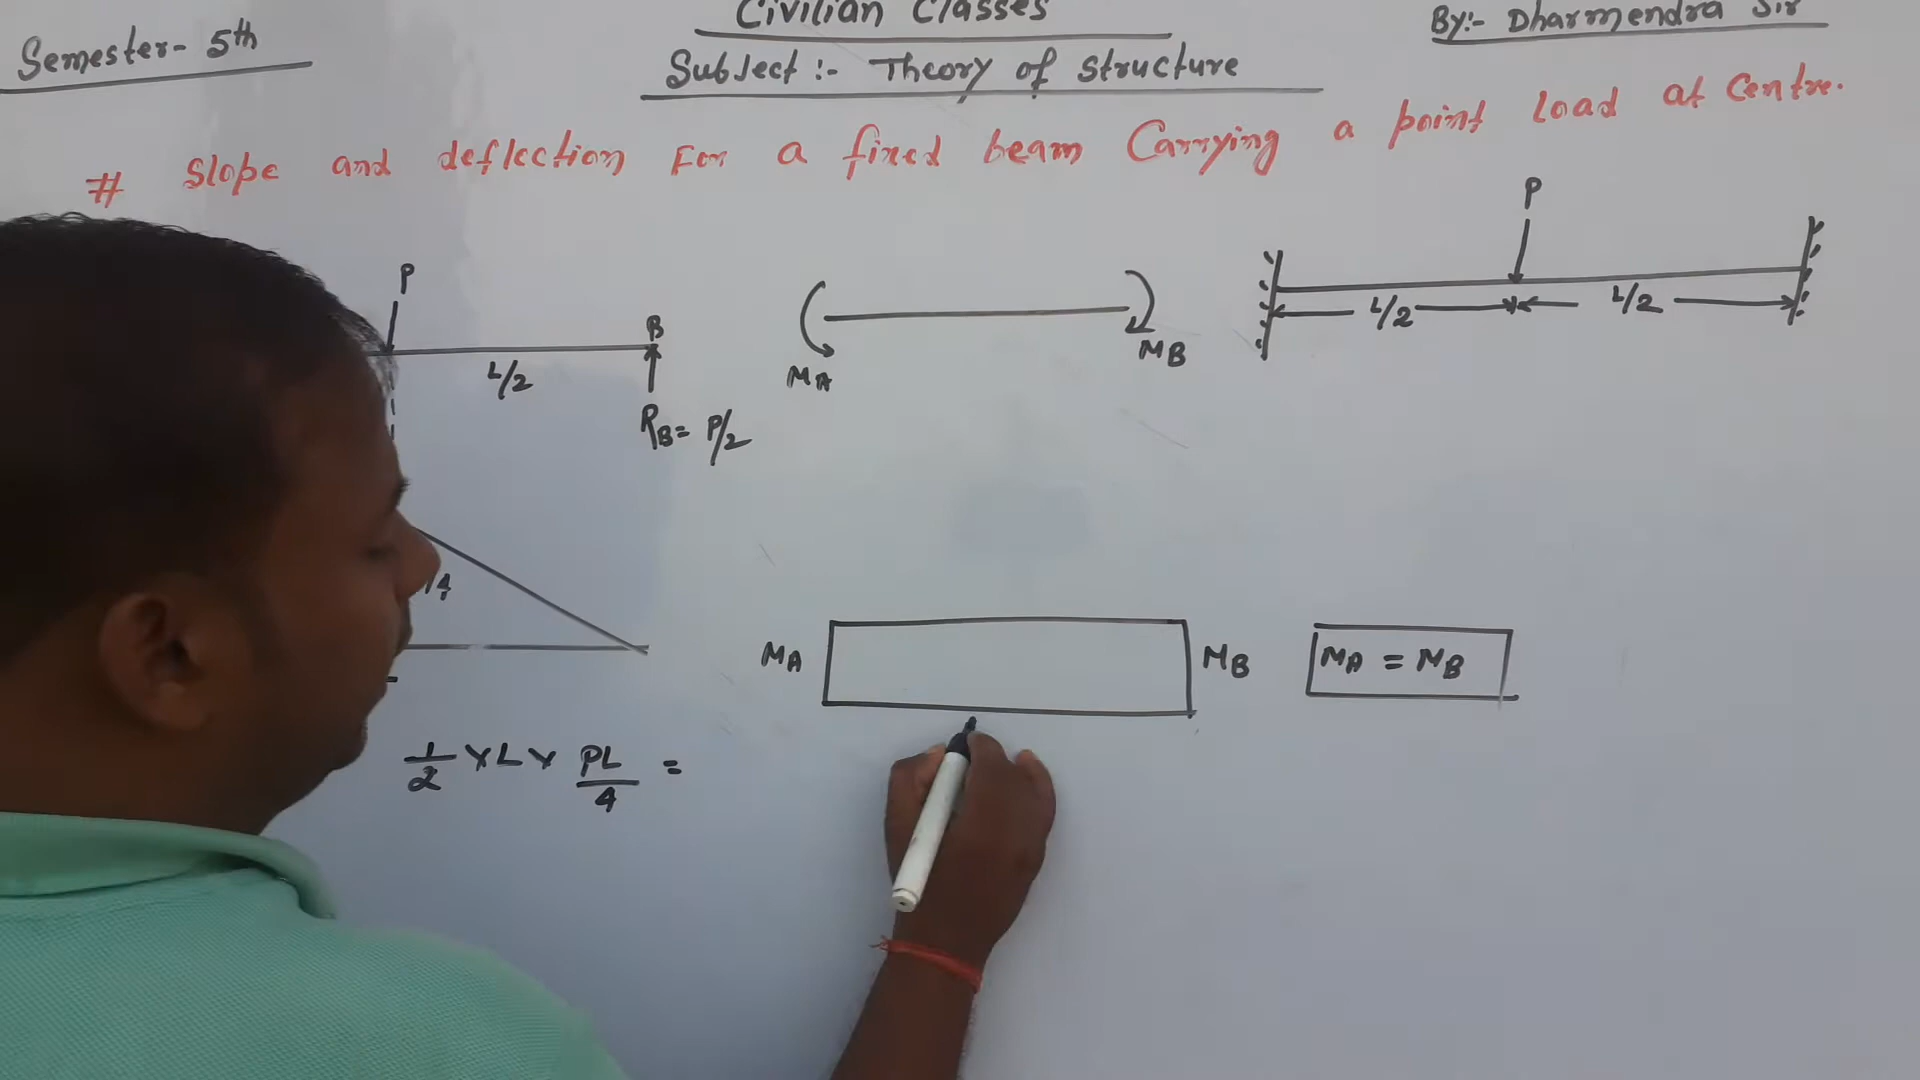 Civilian Classes
By:- Dharmendra Sir
Semester- 5th
Subject:- Theory of Structure
# Slope and deflection For a fixed beam Carrying a point load at Centre.
P
B
L/2
RB = P/2
MA
MB
P
L/2
L/2
/4
MA
MB
MA = MB
1/2 × L × PL/4 =